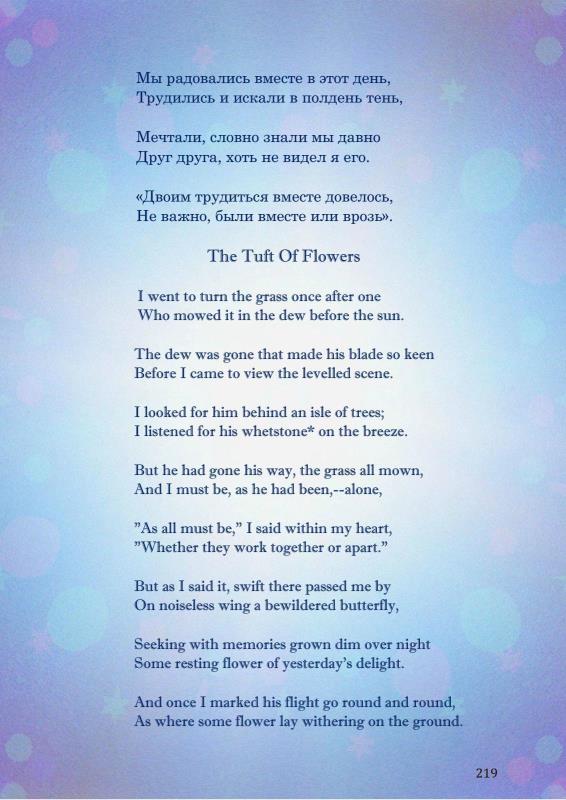 Мы радовались вместе в этот день,
Трудились и искали в полдень тень,
Мечтали, словно знали мы давно
Друг друга, хоть не видел я его.
«Двоим трудиться вместе довелось,
Не важно, были вместе или врозь».
The Tuft Of Flowers
I went to turn the grass once after one
Who mowed it in the dew before the sun.
The dew was gone that made his blade so keen
Before I came to view the levelled scene.
I looked for him behind an isle of trees;
I listened for his whetstone* on the breeze.
But he had gone his way, the grass all mown,
And I must be, as he had been,--alone,
”As all must be,” I said within my heart,
”Whether they work together or apart.”
But as I said it, swift there passed me by
On noiseless wing a bewildered butterfly,
Seeking with memories grown dim over night
Some resting flower of yesterday’s delight.
And once I marked his flight go round and round,
As where some flower lay withering on the ground.
219